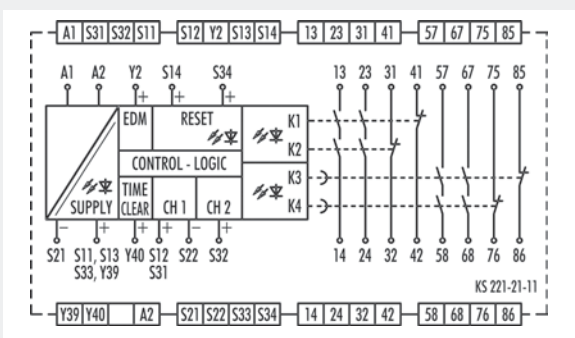 A1 S31 S32 S11 S12 Y2 S13 S14 13 23 31 41 57 67 75 85
A1 A2 Y2 S14 S34 13 23 31 41 57 67 75 85
+ + +
EDM RESET K1
K2
CONTROL - LOGIC
K3
TIME
SUPPLY CLEAR CH 1 CH 2 K4
− + + + − +
S21 S11, S13 Y40 S12 S22 S32 14 24 32 42 58 68 76 86
S33, Y39 S31
KS 221-21-11
Y39 Y40 A2 S21 S22 S33 S34 14 24 32 42 58 68 76 86